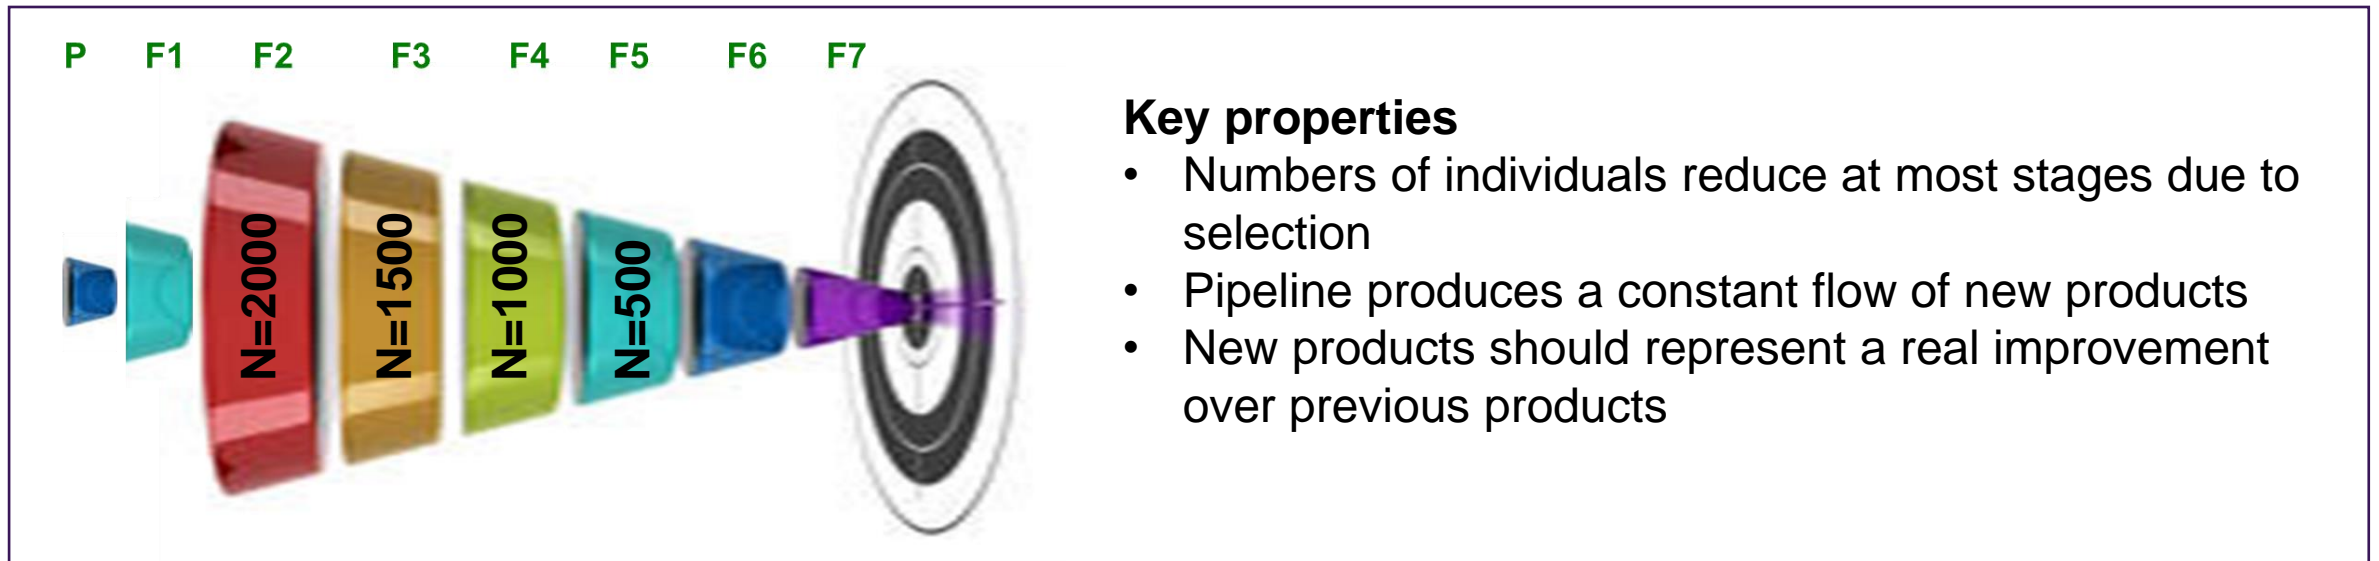 P F1 F2 F3 F4 F5 F6 F7
N=2000
N=1500
N=1000
N=500
Key properties
• Numbers of individuals reduce at most stages due to
selection
• Pipeline produces a constant flow of new products
• New products should represent a real improvement
over previous products